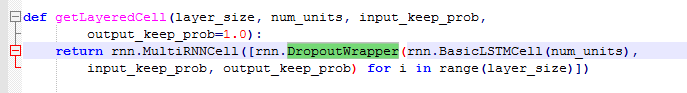 def getLayeredCell(layer_size, num_units, input_keep_prob,
        output_keep_prob=1.0):
    return rnn.MultiRNNCell([rnn.DropoutWrapper(rnn.BasicLSTMCell(num_units),
        input_keep_prob, output_keep_prob) for i in range(layer_size)])